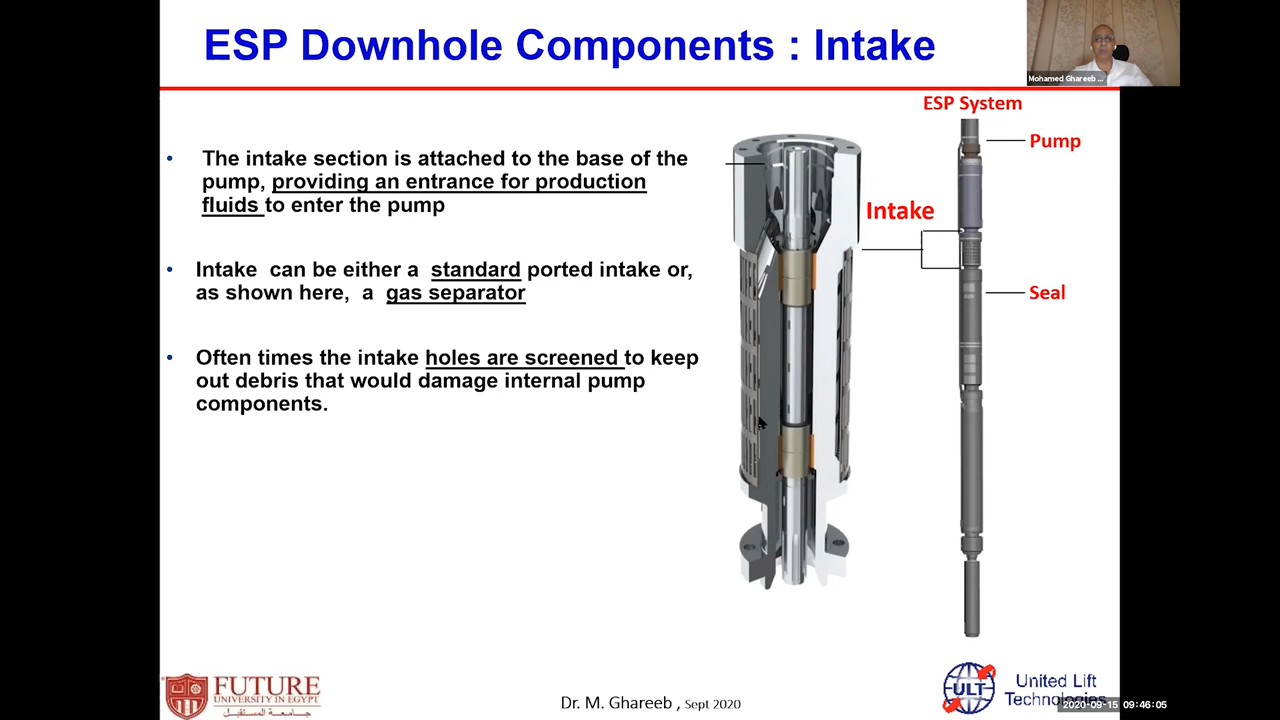 ESP Downhole Components : Intake
Mohamed Ghareeb ...
ESP System
Pump
Intake
Seal
• The intake section is attached to the base of the
pump, providing an entrance for production
fluids to enter the pump
• Intake can be either a standard ported intake or,
as shown here, a gas separator
• Often times the intake holes are screened to keep
out debris that would damage internal pump
components.
FUTURE
UNIVERSITY IN EGYPT
جامعة المستقبل
Dr. M. Ghareeb , Sept 2020
ULT
United Lift
Technologies
2020-09-15 09:46:05